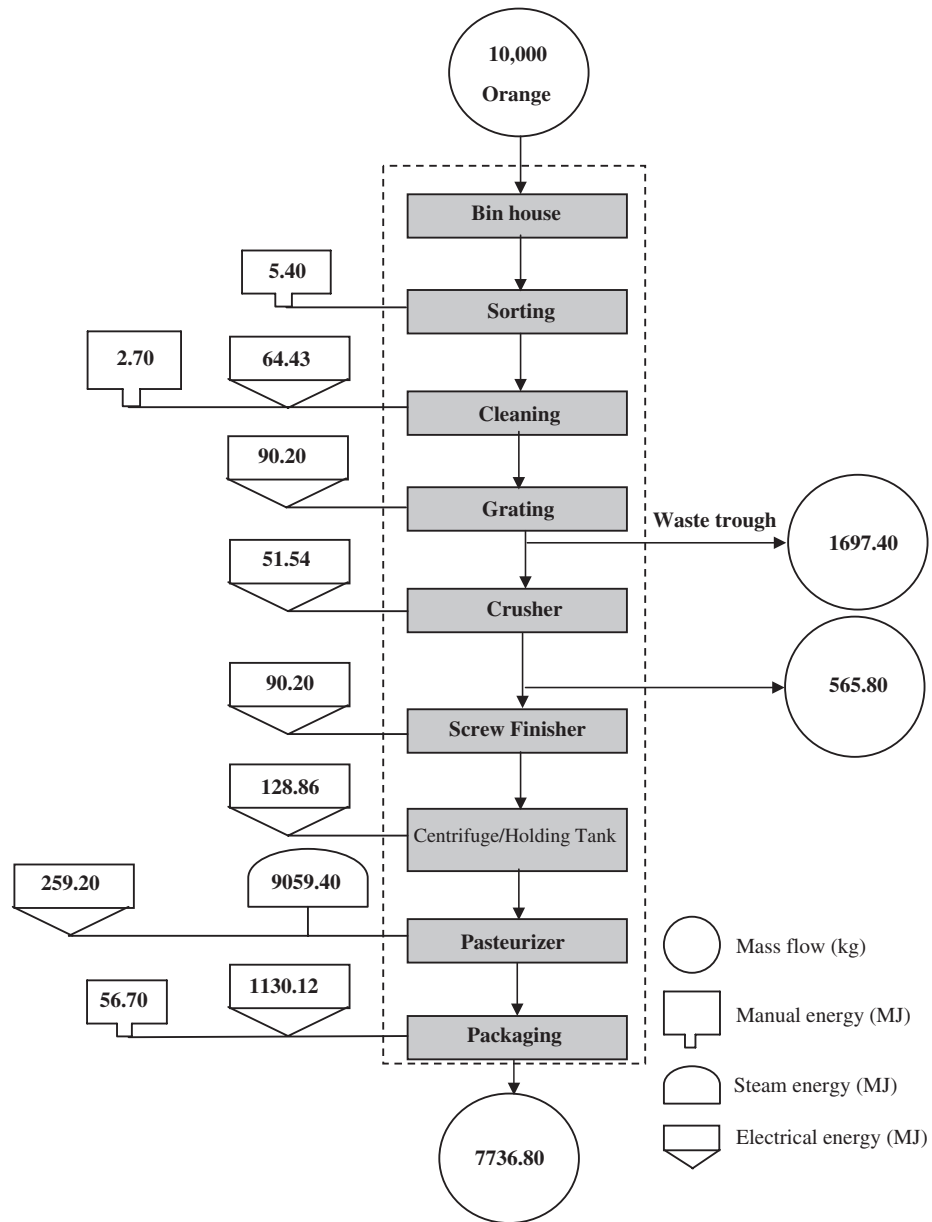 10,000
Orange
Bin house
5.40
Sorting
2.70
64.43
Cleaning
90.20
Grating
Waste trough
1697.40
51.54
Crusher
565.80
90.20
Screw Finisher
128.86
Centrifuge/Holding Tank
259.20
9059.40
Pasteurizer
Mass flow (kg)
56.70
1130.12
Packaging
Manual energy (MJ)
Steam energy (MJ)
Electrical energy (MJ)
7736.80